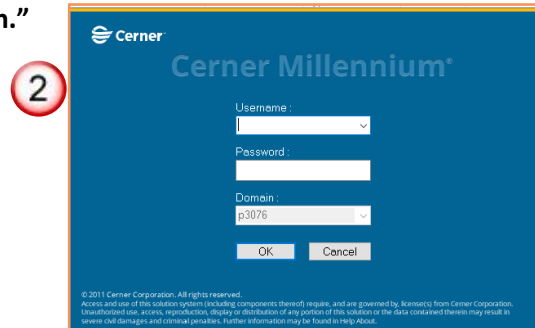 n.”
Cerner
Cerner Millennium®
2
Username :
Password :
Domain :
p3076
OK Cancel
© 2011 Cerner Corporation. All rights reserved.
Access and use of this solution system (including components thereof) require, and are governed by, license(s) from Cerner Corporation.
Unauthorized use, access, reproduction, display or distribution of any portion of this solution or the data contained therein may result in
severe civil damages and criminal penalties. Further information may be found in Help About.